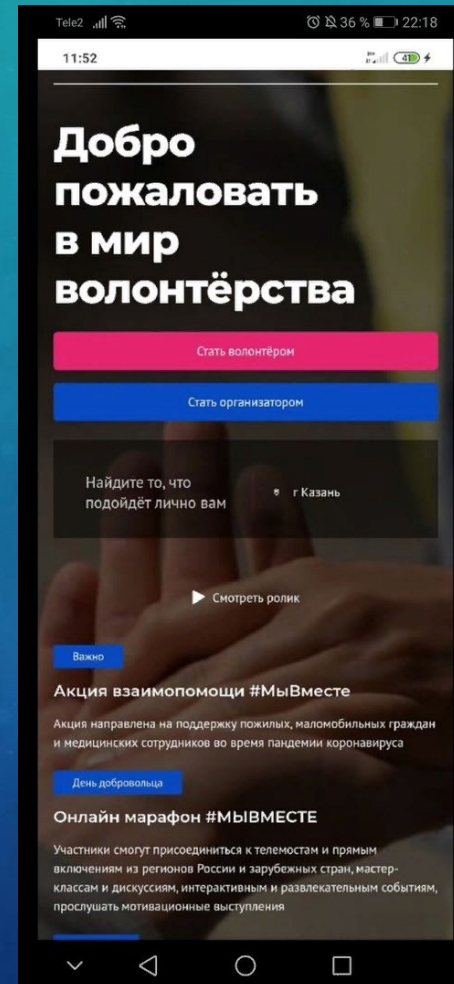 Tele2 36 % 22:18
11:52 41
Добро
пожаловать
в мир
волонтёрства
Стать волонтёром
Стать организатором
Найдите то, что
подойдёт лично вам
г Казань
Смотреть ролик
Важно
Акция взаимопомощи #МыВместе
Акция направлена на поддержку пожилых, маломобильных граждан
и медицинских сотрудников во время пандемии коронавируса
День добровольца
Онлайн марафон #МЫВМЕСТЕ
Участники смогут присоединиться к телемостам и прямым
включениям из регионов России и зарубежных стран, мастер-
классам и дискуссиям, интерактивным и развлекательным событиям,
прослушать мотивационные выступления